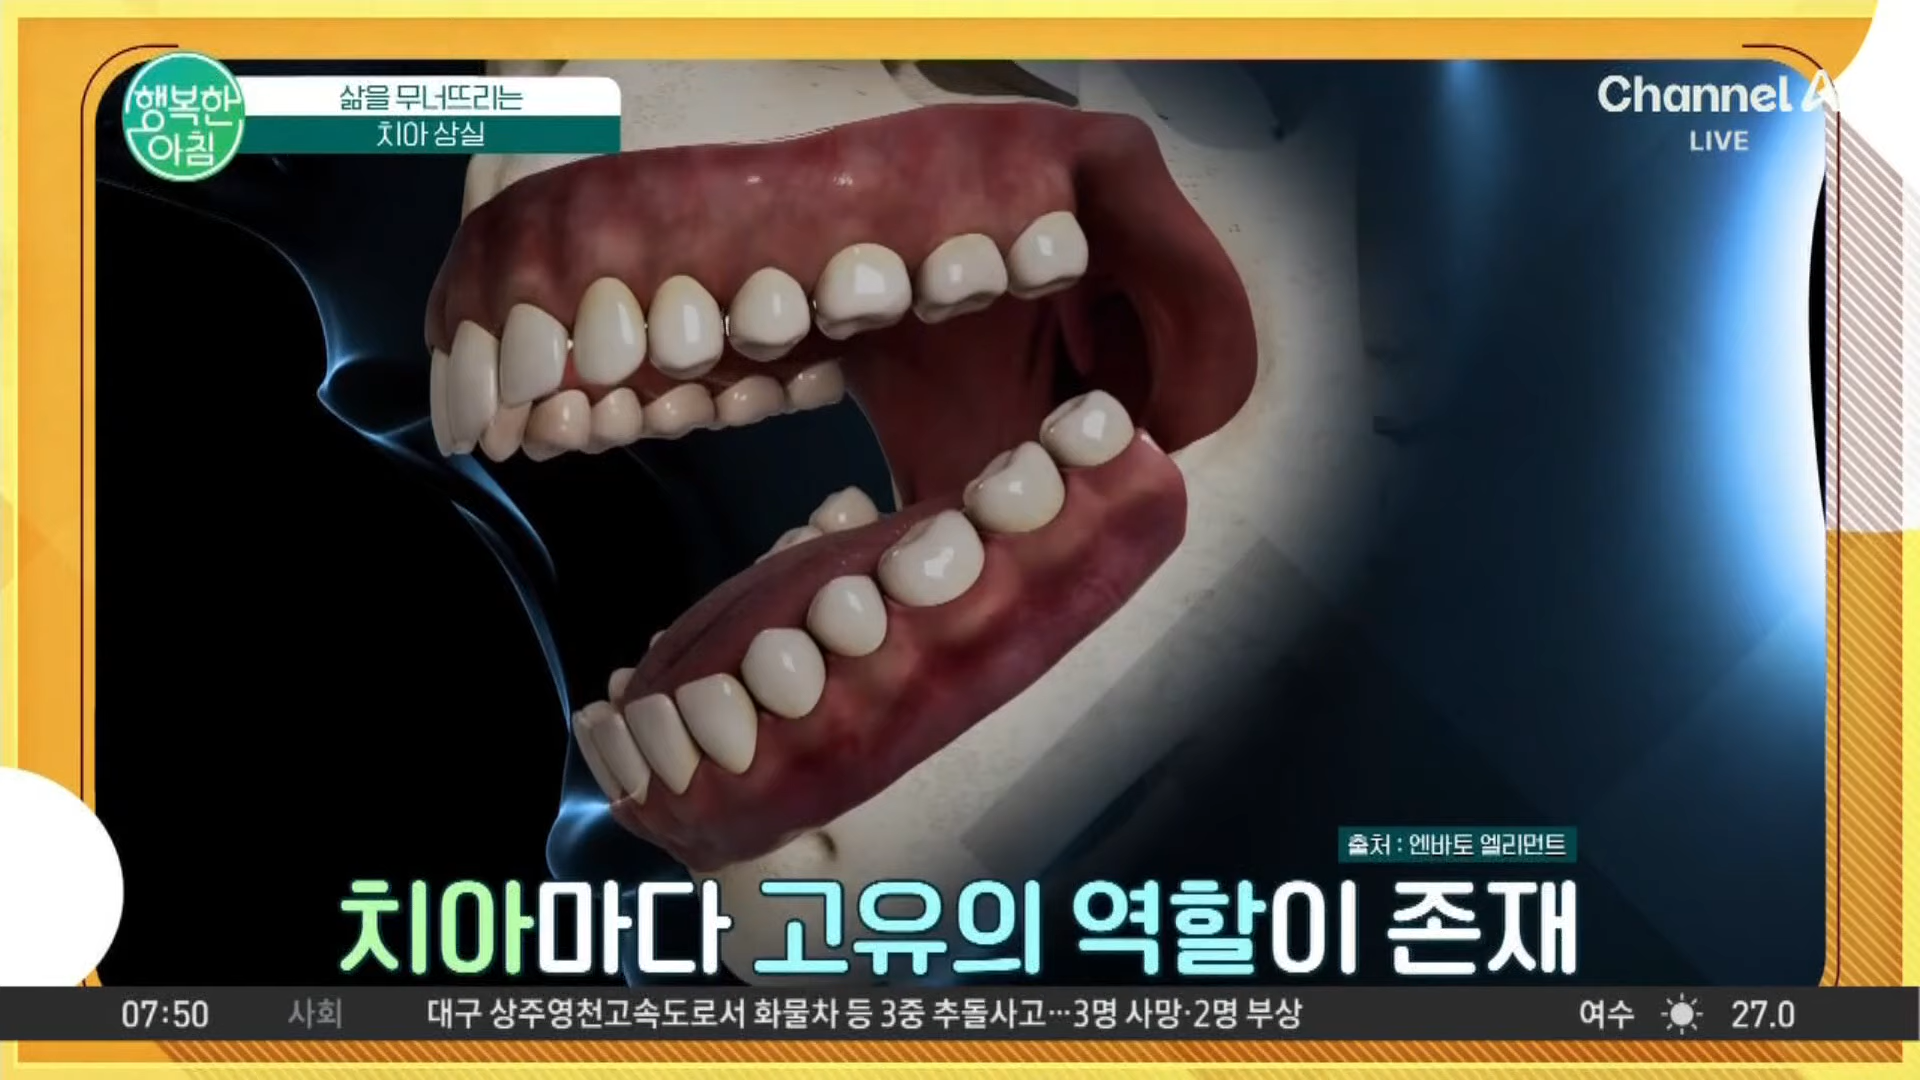 행복한
아침
삶을 무너뜨리는
치아 상실
Channel A
LIVE
출처 : 엔바토 엘리먼트
치아마다 고유의 역할이 존재
07:50 사회 대구 상주영천고속도로서 화물차 등 3중 추돌사고…3명 사망·2명 부상 여수 27.0